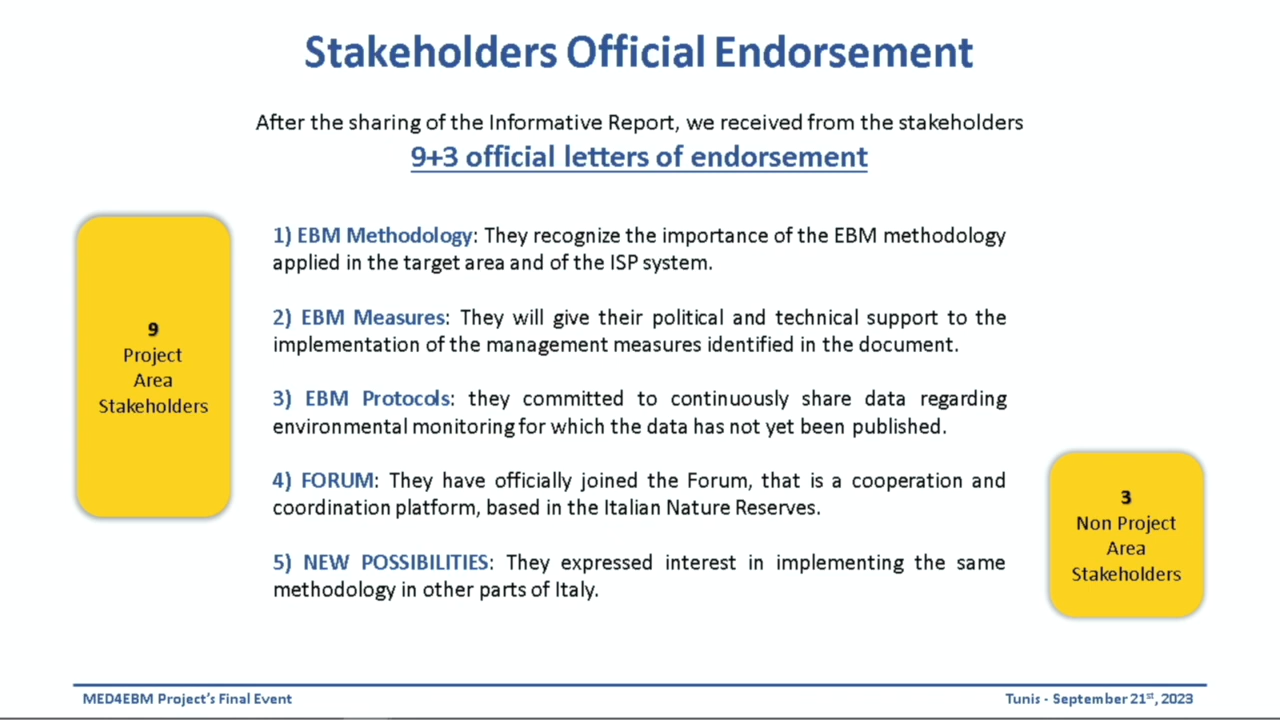 Stakeholders Official Endorsement
After the sharing of the Informative Report, we received from the stakeholders
9+3 official letters of endorsement
9
Project
Area
Stakeholders
1) EBM Methodology: They recognize the importance of the EBM methodology
applied in the target area and of the ISP system.
2) EBM Measures: They will give their political and technical support to the
implementation of the management measures identified in the document.
3) EBM Protocols: they committed to continuously share data regarding
environmental monitoring for which the data has not yet been published.
4) FORUM: They have officially joined the Forum, that is a cooperation and
coordination platform, based in the Italian Nature Reserves.
5) NEW POSSIBILITIES: They expressed interest in implementing the same
methodology in other parts of Italy.
3
Non Project
Area
Stakeholders
MED4EBM Project's Final Event
Tunis - September 21st, 2023